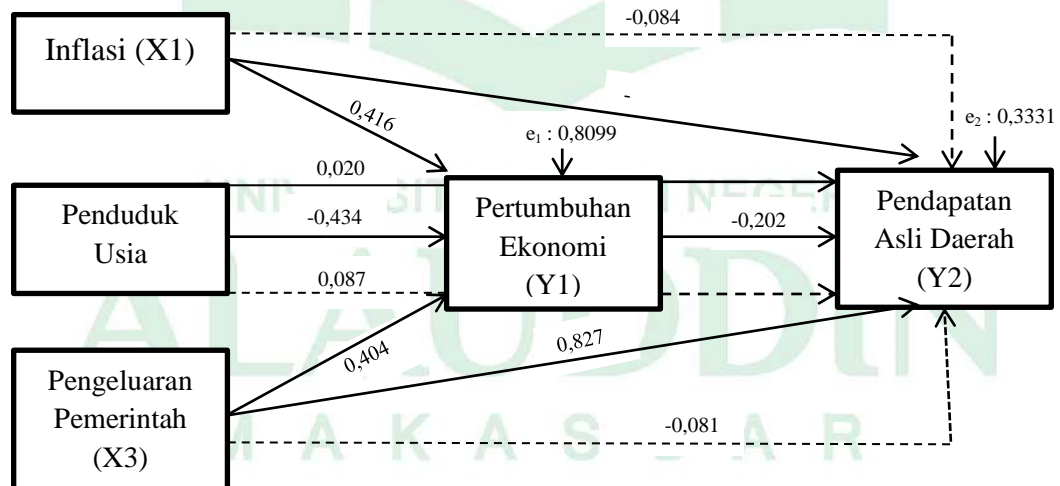 -0,084
Inflasi (X1)
-
0,416
e₁ : 0,8099
e₂ : 0,3331
0,020
Penduduk
Usia
-0,434
Pertumbuhan
Ekonomi
(Y1)
-0,202
Pendapatan
Asli Daerah
(Y2)
0,087
0,404
0,827
Pengeluaran
Pemerintah
(X3)
-0,081
ALAUDDIN
MAKASSAR